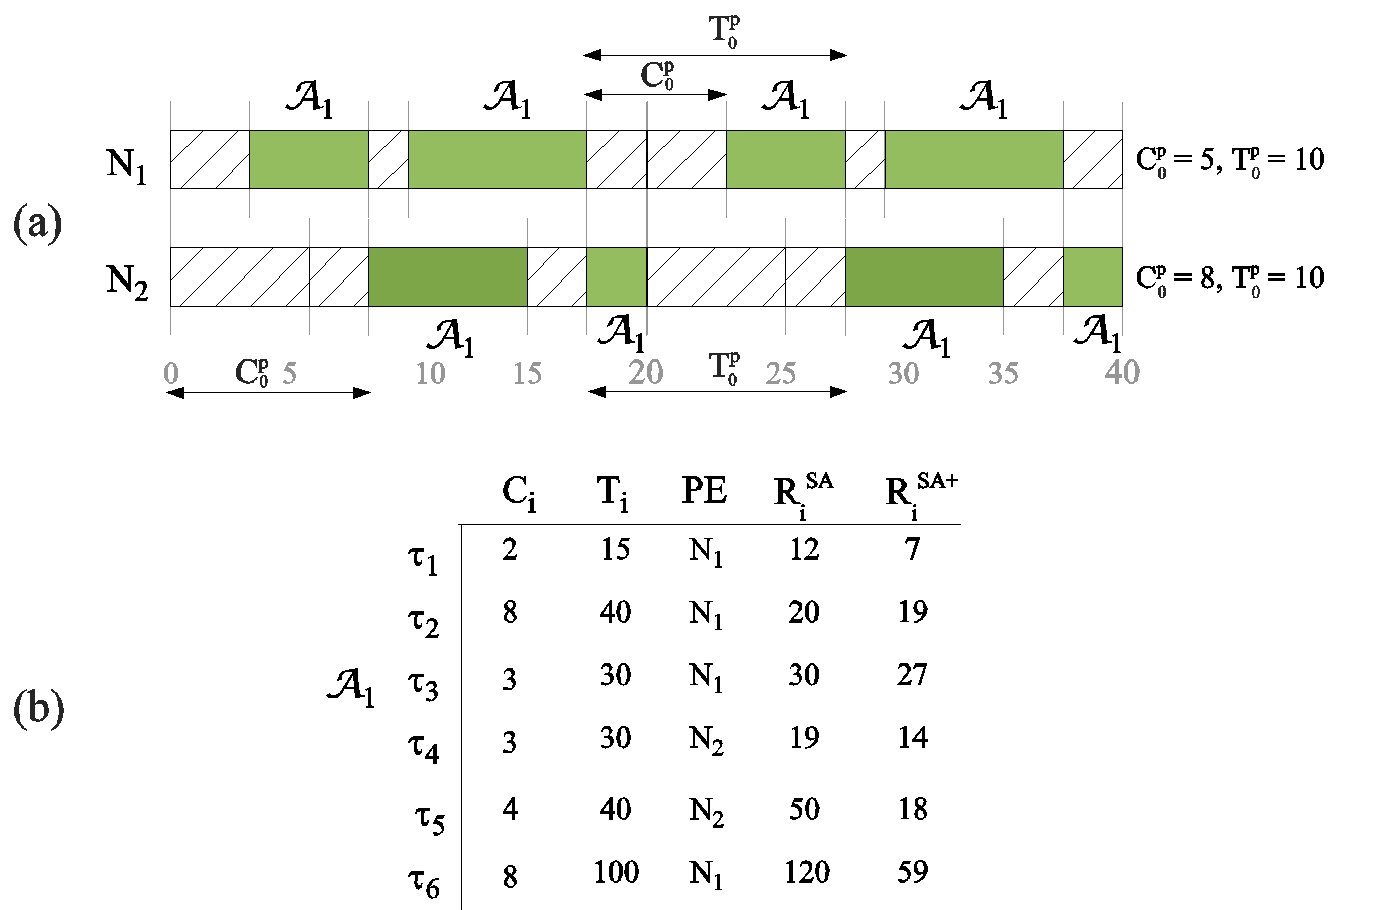 T₀ᵖ
C₀ᵖ
𝒜₁ 𝒜₁ 𝒜₁ 𝒜₁
N₁ C₀ᵖ = 5, T₀ᵖ = 10
(a)
N₂ C₀ᵖ = 8, T₀ᵖ = 10
𝒜₁ 𝒜₁ 𝒜₁ 𝒜₁
0 5 10 15 20 25 30 35 40
C₀ᵖ T₀ᵖ
(b)
Cᵢ Tᵢ PE Rᵢ^SA Rᵢ^SA+
τ₁ 2 15 N₁ 12 7
τ₂ 8 40 N₁ 20 19
𝒜₁ τ₃ 3 30 N₁ 30 27
τ₄ 3 30 N₂ 19 14
τ₅ 4 40 N₂ 50 18
τ₆ 8 100 N₁ 120 59